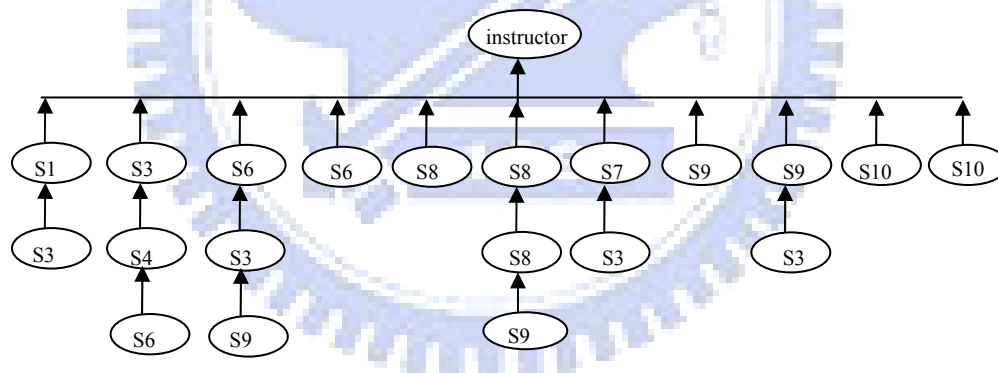 instructor
S1 S3 S6 S6 S8 S8 S7 S9 S9 S10 S10
S3 S4 S3 S8 S3 S3
S6 S9 S9